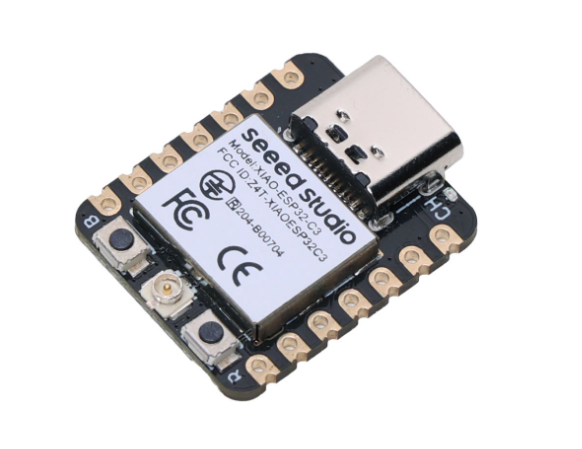 seeed studio
Model:XIAO-ESP32-C3
FCC ID:Z4T-XIAOESP32C3
R 204-B00704
FC
CE
B
R
CH